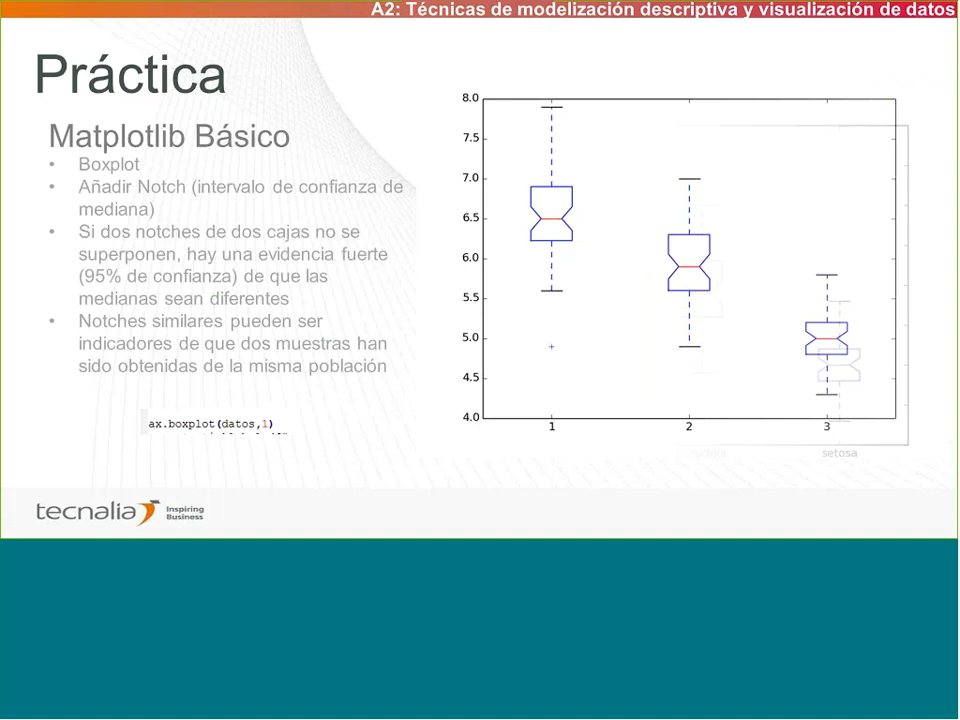 A2: Técnicas de modelización descriptiva y visualización de datos
Práctica
Matplotlib Básico
• Boxplot
• Añadir Notch (intervalo de confianza de
mediana)
• Si dos notches de dos cajas no se
superponen, hay una evidencia fuerte
(95% de confianza) de que las
medianas sean diferentes
• Notches similares pueden ser
indicadores de que dos muestras han
sido obtenidas de la misma población
ax.boxplot(datos,1)
8.0
7.5
7.0
6.5
6.0
5.5
5.0
4.5
4.0
1 2 3
setosa
tecnalia Inspiring
Business